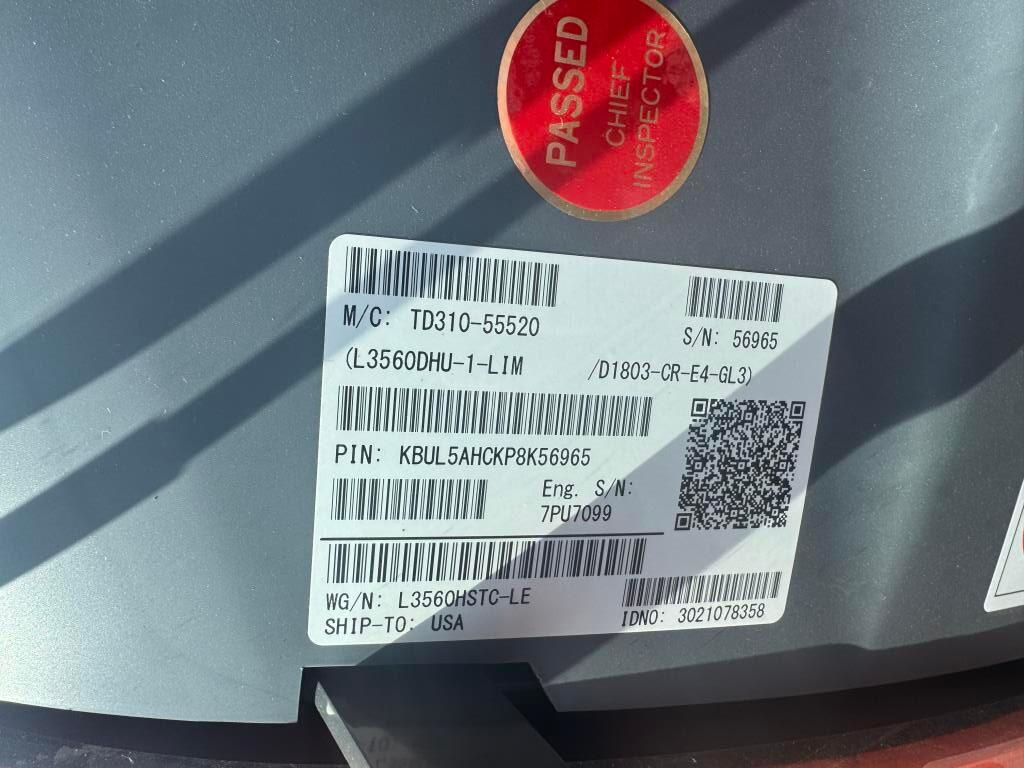 PASSED
CHIEF
INSPECTOR
M/C: TD310-55520
S/N: 56965
(L3560DHU-1-LIM /D1803-CR-E4-GL3)
PIN: KBUL5AHCKP8K56965
Eng. S/N:
7PU7099
WG/N: L3560HSTC-LE
SHIP-TO: USA
IDNO: 3021078358